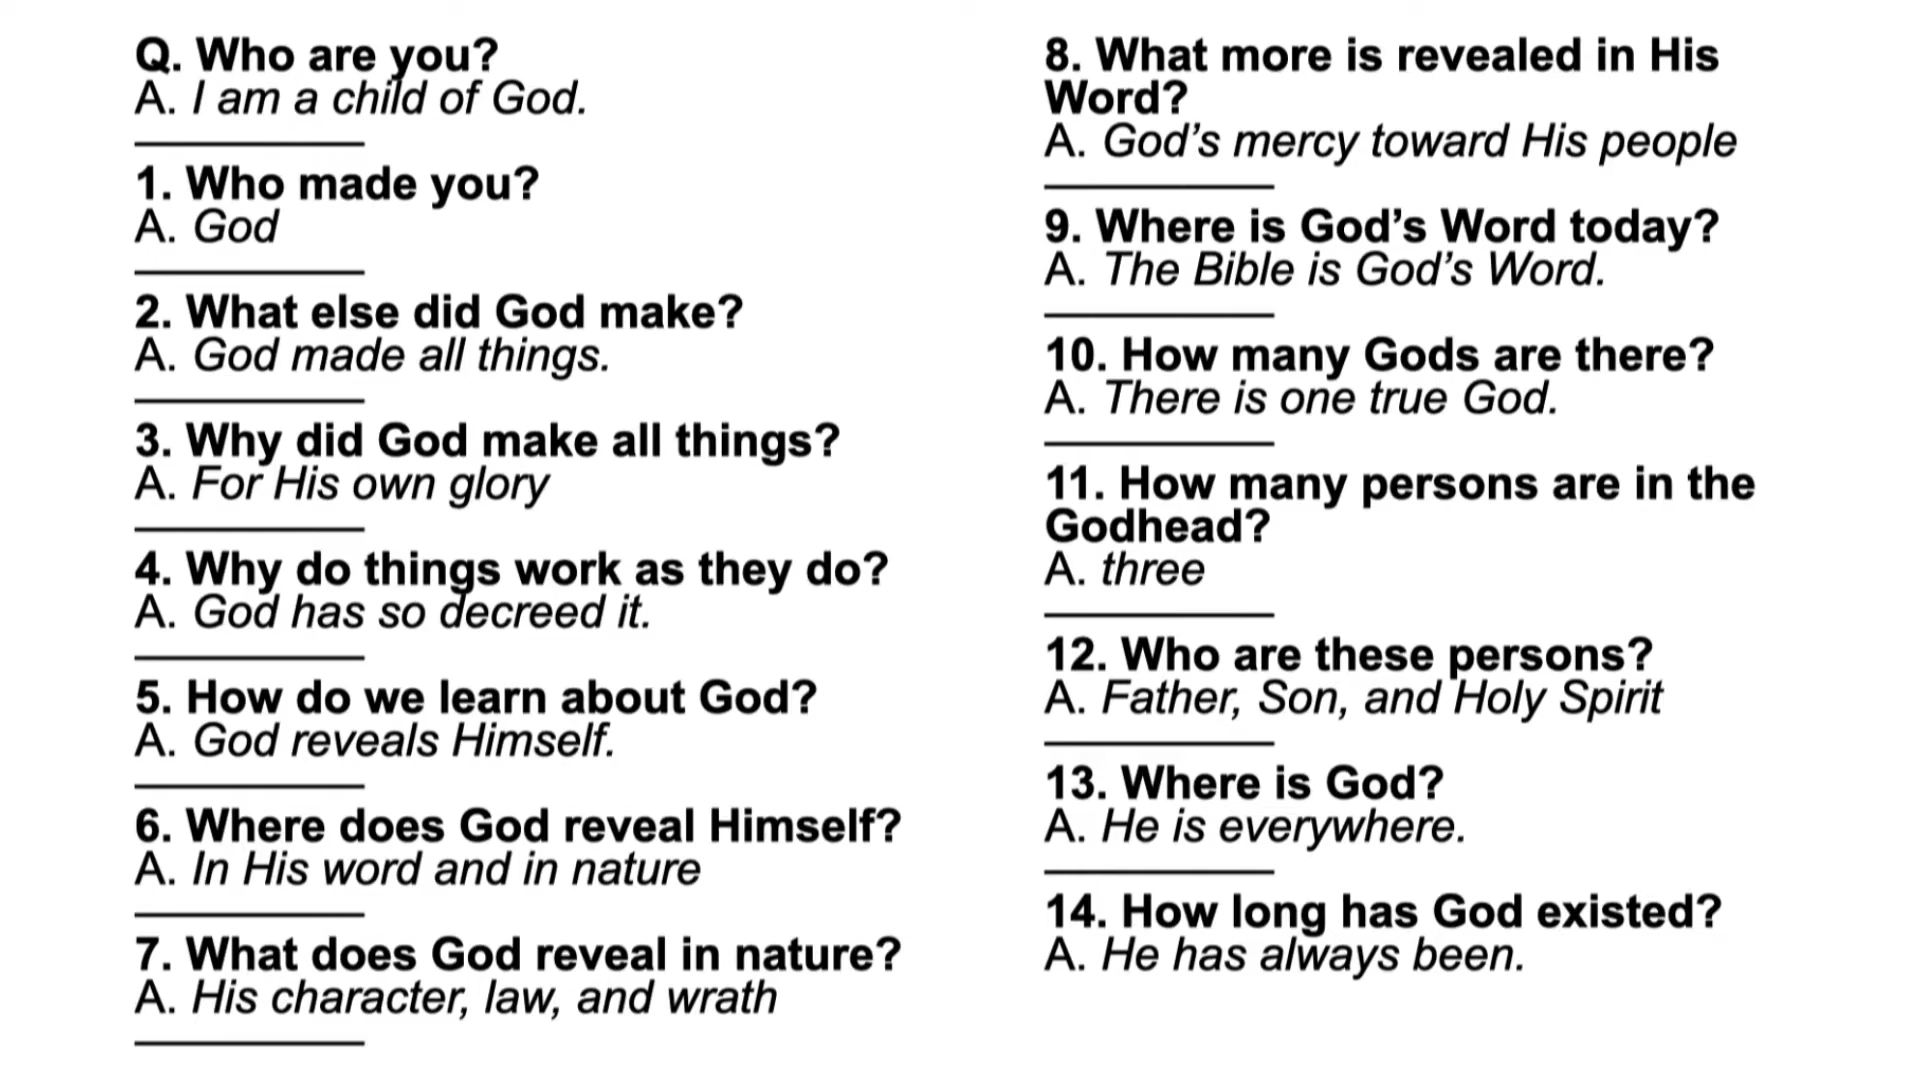 Q. Who are you?
A. I am a child of God.
1. Who made you?
A. God
2. What else did God make?
A. God made all things.
3. Why did God make all things?
A. For His own glory
4. Why do things work as they do?
A. God has so decreed it.
5. How do we learn about God?
A. God reveals Himself.
6. Where does God reveal Himself?
A. In His word and in nature
7. What does God reveal in nature?
A. His character, law, and wrath
8. What more is revealed in His
Word?
A. God’s mercy toward His people
9. Where is God’s Word today?
A. The Bible is God’s Word.
10. How many Gods are there?
A. There is one true God.
11. How many persons are in the
Godhead?
A. three
12. Who are these persons?
A. Father, Son, and Holy Spirit
13. Where is God?
A. He is everywhere.
14. How long has God existed?
A. He has always been.